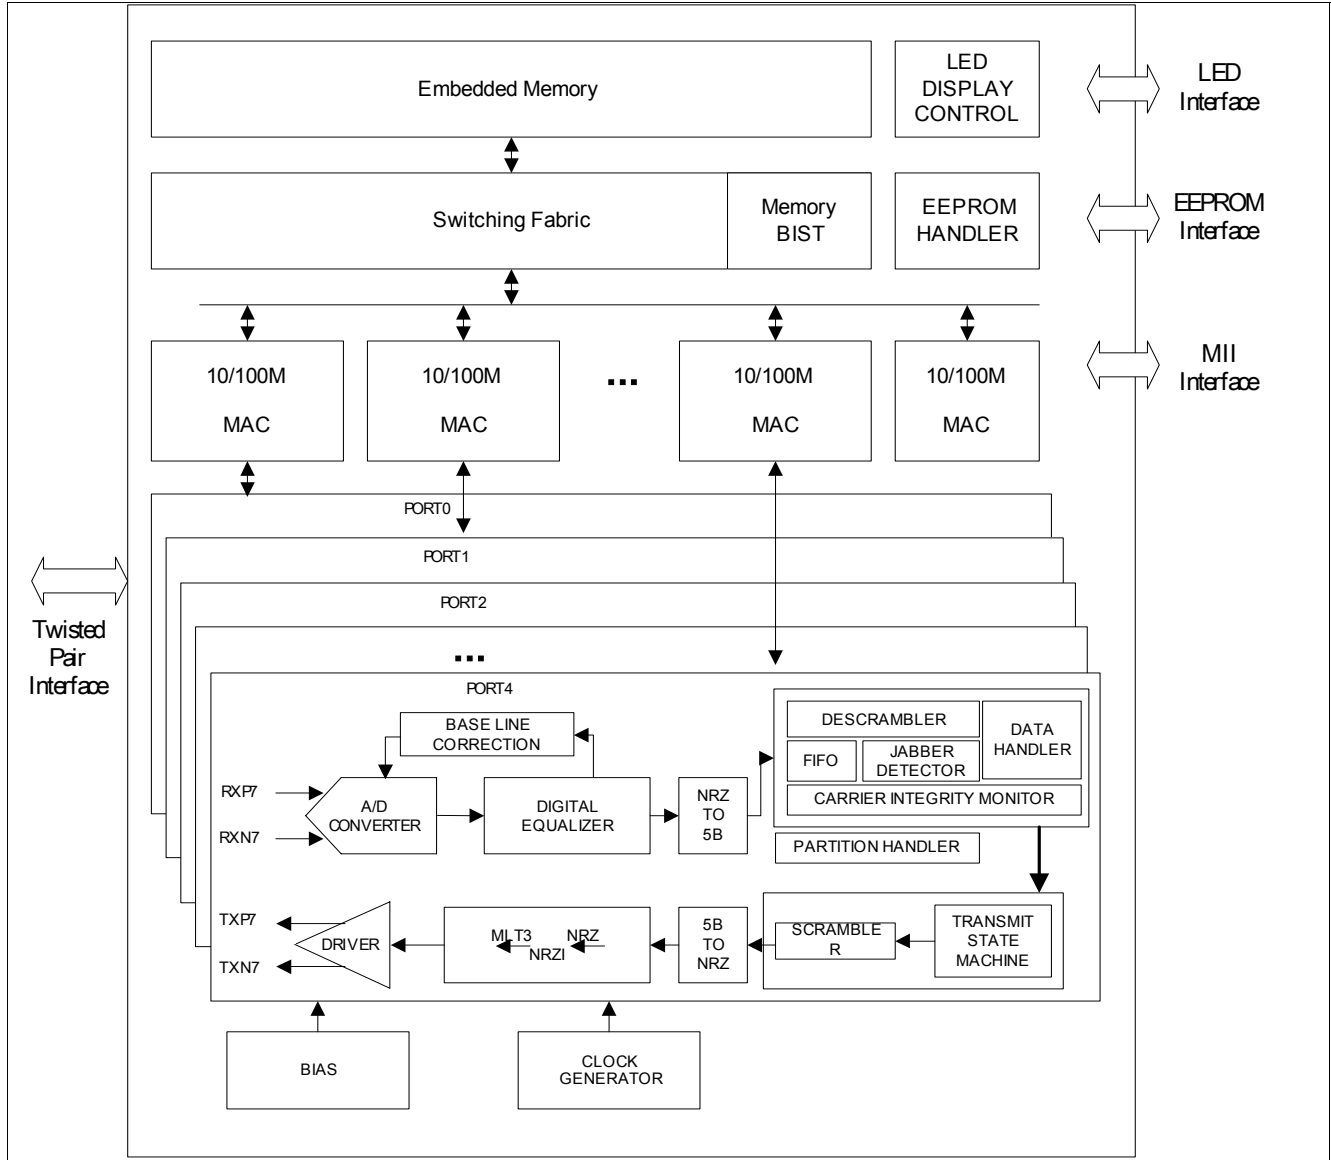 Embedded Memory
LED
DISPLAY
CONTROL
LED
Interface
Switching Fabric
Memory
BIST
EEPROM
HANDLER
EEPROM
Interface
10/100M
MAC
10/100M
MAC
...
10/100M
MAC
10/100M
MAC
MII
Interface
PORT0
PORT1
PORT2
...
PORT4
Twisted
Pair
Interface
BASE LINE
CORRECTION
RXP7
RXN7
A/D
CONVERTER
DIGITAL
EQUALIZER
NRZ
TO
5B
DESCRAMBLER
FIFO
JABBER
DETECTOR
DATA
HANDLER
CARRIER INTEGRITY MONITOR
PARTITION HANDLER
TXP7
TXN7
DRIVER
MLT3 NRZ
NRZI
5B
TO
NRZ
SCRAMBLE
R
TRANSMIT
STATE
MACHINE
BIAS
CLOCK
GENERATOR